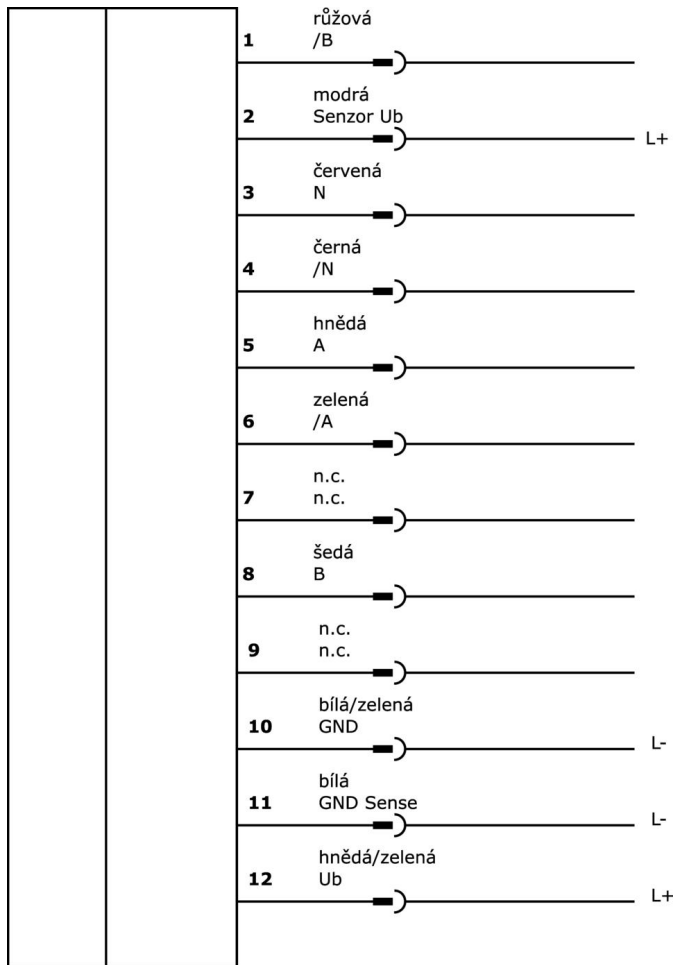 růžová
1 /B
modrá
2 Senzor Ub
L+
červená
3 N
černá
4 /N
hnědá
5 A
zelená
6 /A
n.c.
7 n.c.
šedá
8 B
n.c.
9 n.c.
bílá/zelená
10 GND
L-
bílá
11 GND Sense
L-
hnědá/zelená
12 Ub
L+